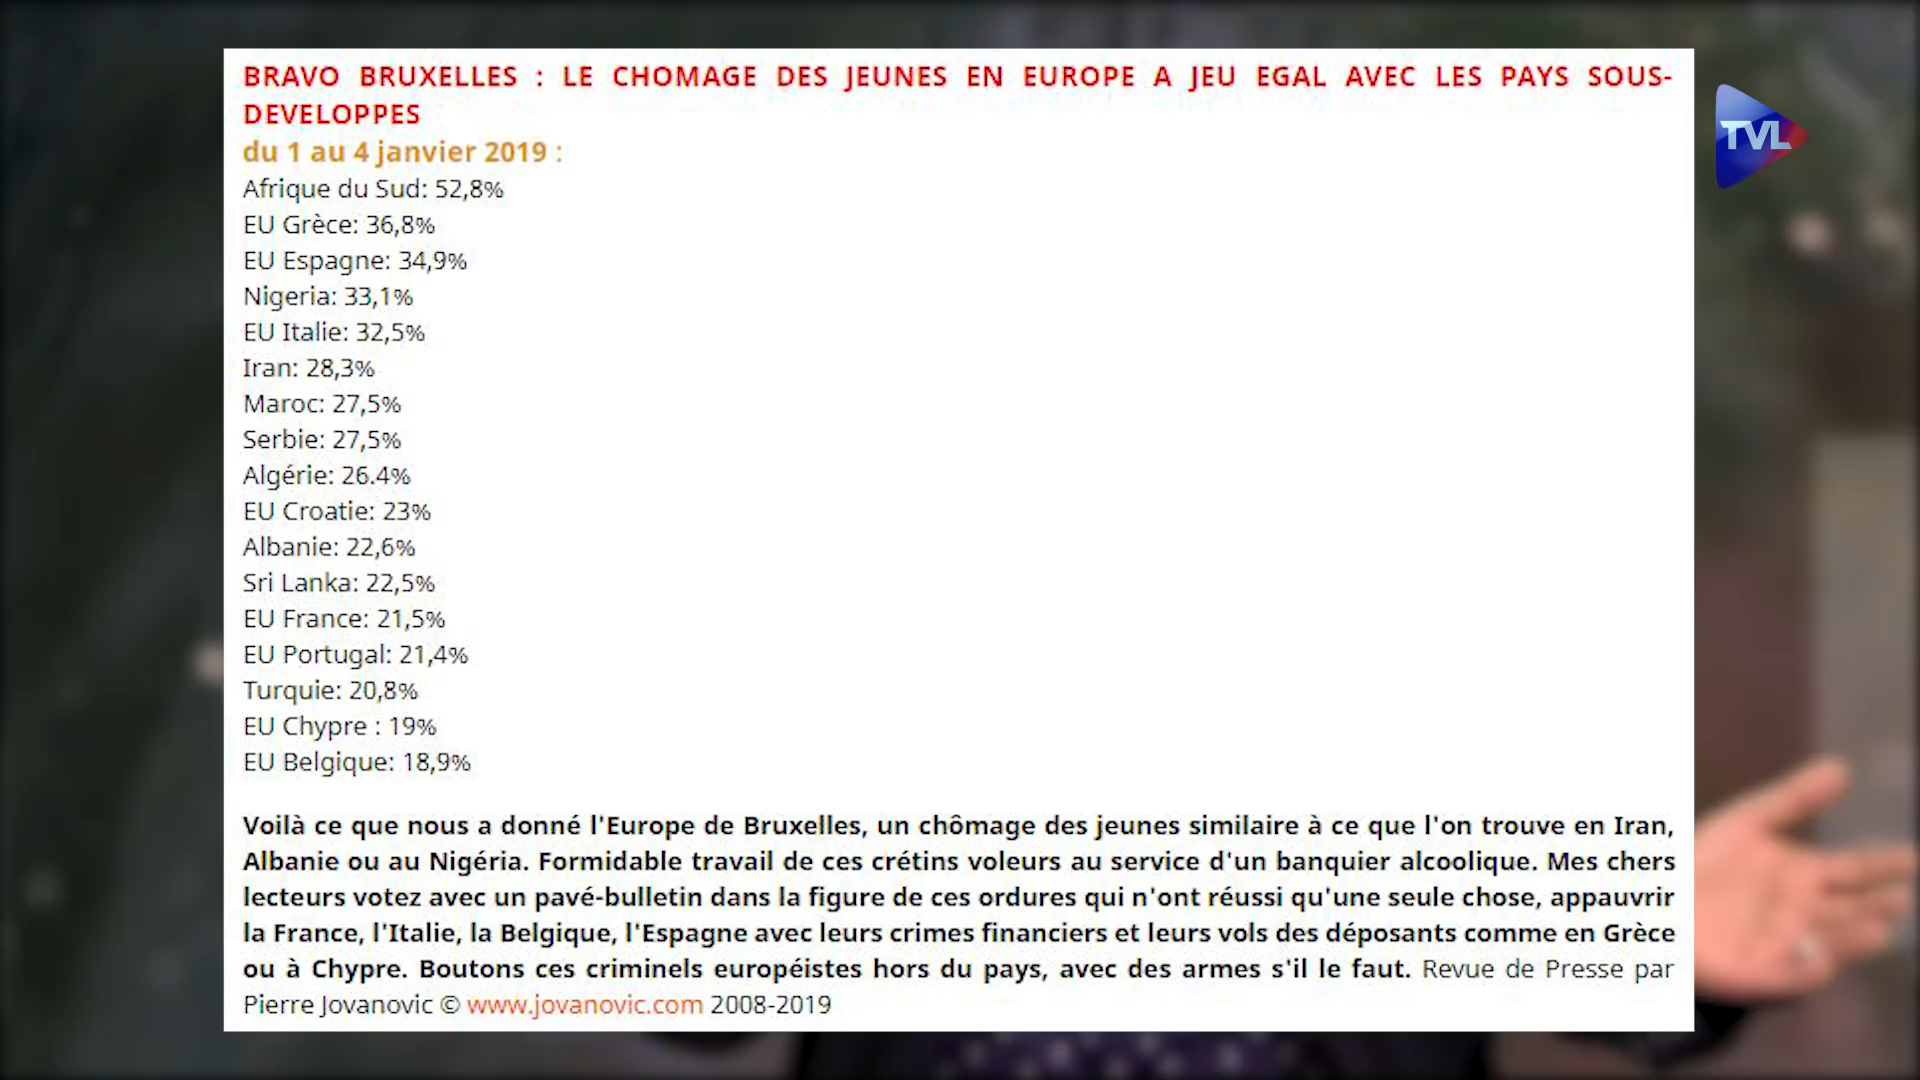 BRAVO BRUXELLES : LE CHOMAGE DES JEUNES EN EUROPE A JEU EGAL AVEC LES PAYS SOUS-
DEVELOPPES
du 1 au 4 janvier 2019 :
Afrique du Sud: 52,8%
EU Grèce: 36,8%
EU Espagne: 34,9%
Nigeria: 33,1%
EU Italie: 32,5%
Iran: 28,3%
Maroc: 27,5%
Serbie: 27,5%
Algérie: 26.4%
EU Croatie: 23%
Albanie: 22,6%
Sri Lanka: 22,5%
EU France: 21,5%
EU Portugal: 21,4%
Turquie: 20,8%
EU Chypre : 19%
EU Belgique: 18,9%
Voilà ce que nous a donné l'Europe de Bruxelles, un chômage des jeunes similaire à ce que l'on trouve en Iran,
Albanie ou au Nigéria. Formidable travail de ces crétins voleurs au service d'un banquier alcoolique. Mes chers
lecteurs votez avec un pavé-bulletin dans la figure de ces ordures qui n'ont réussi qu'une seule chose, appauvrir
la France, l'Italie, la Belgique, l'Espagne avec leurs crimes financiers et leurs vols des déposants comme en Grèce
ou à Chypre. Boutons ces criminels européistes hors du pays, avec des armes s'il le faut. Revue de Presse par
Pierre Jovanovic © www.jovanovic.com 2008-2019
TVL